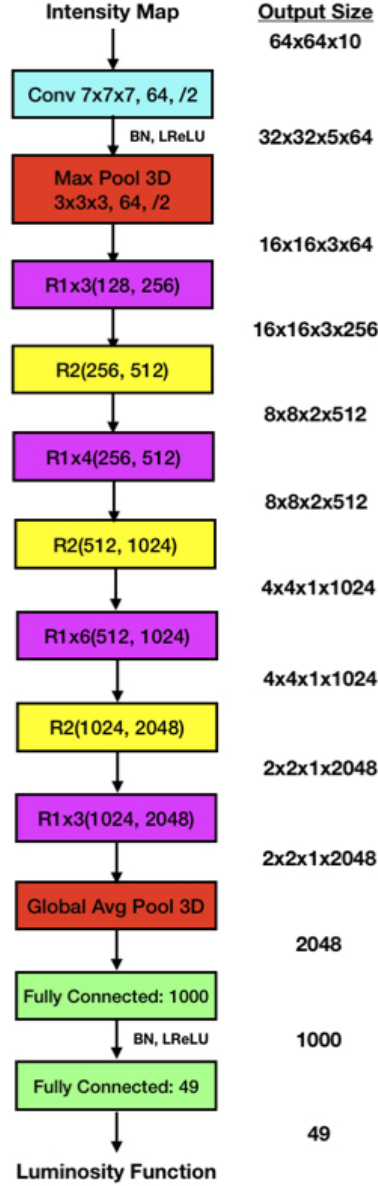 Intensity Map
Output Size
64x64x10
Conv 7x7x7, 64, /2
BN, LReLU
32x32x5x64
Max Pool 3D
3x3x3, 64, /2
16x16x3x64
R1x3(128, 256)
16x16x3x256
R2(256, 512)
8x8x2x512
R1x4(256, 512)
8x8x2x512
R2(512, 1024)
4x4x1x1024
R1x6(512, 1024)
4x4x1x1024
R2(1024, 2048)
2x2x1x2048
R1x3(1024, 2048)
2x2x1x2048
Global Avg Pool 3D
2048
Fully Connected: 1000
BN, LReLU
1000
Fully Connected: 49
49
Luminosity Function